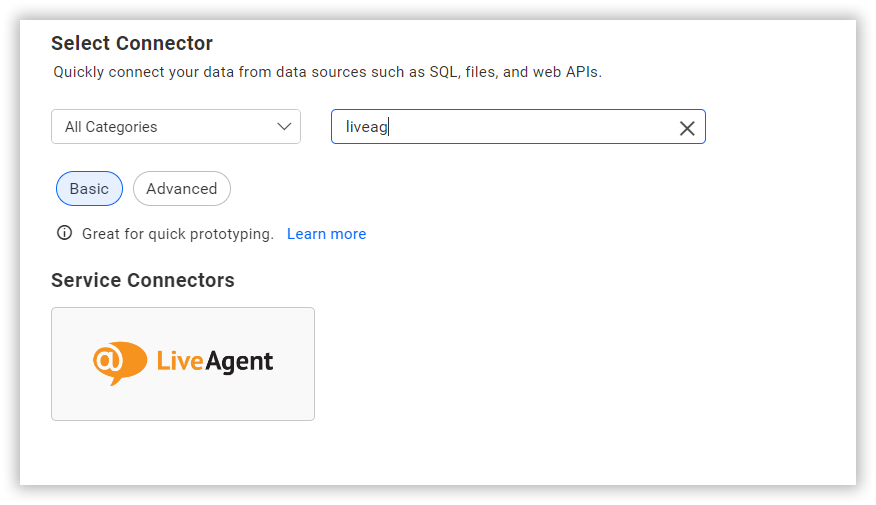 Select Connector
Quickly connect your data from data sources such as SQL, files, and web APIs.
All Categories
liveag
Basic
Advanced
Great for quick prototyping. Learn more
Service Connectors
@ LiveAgent